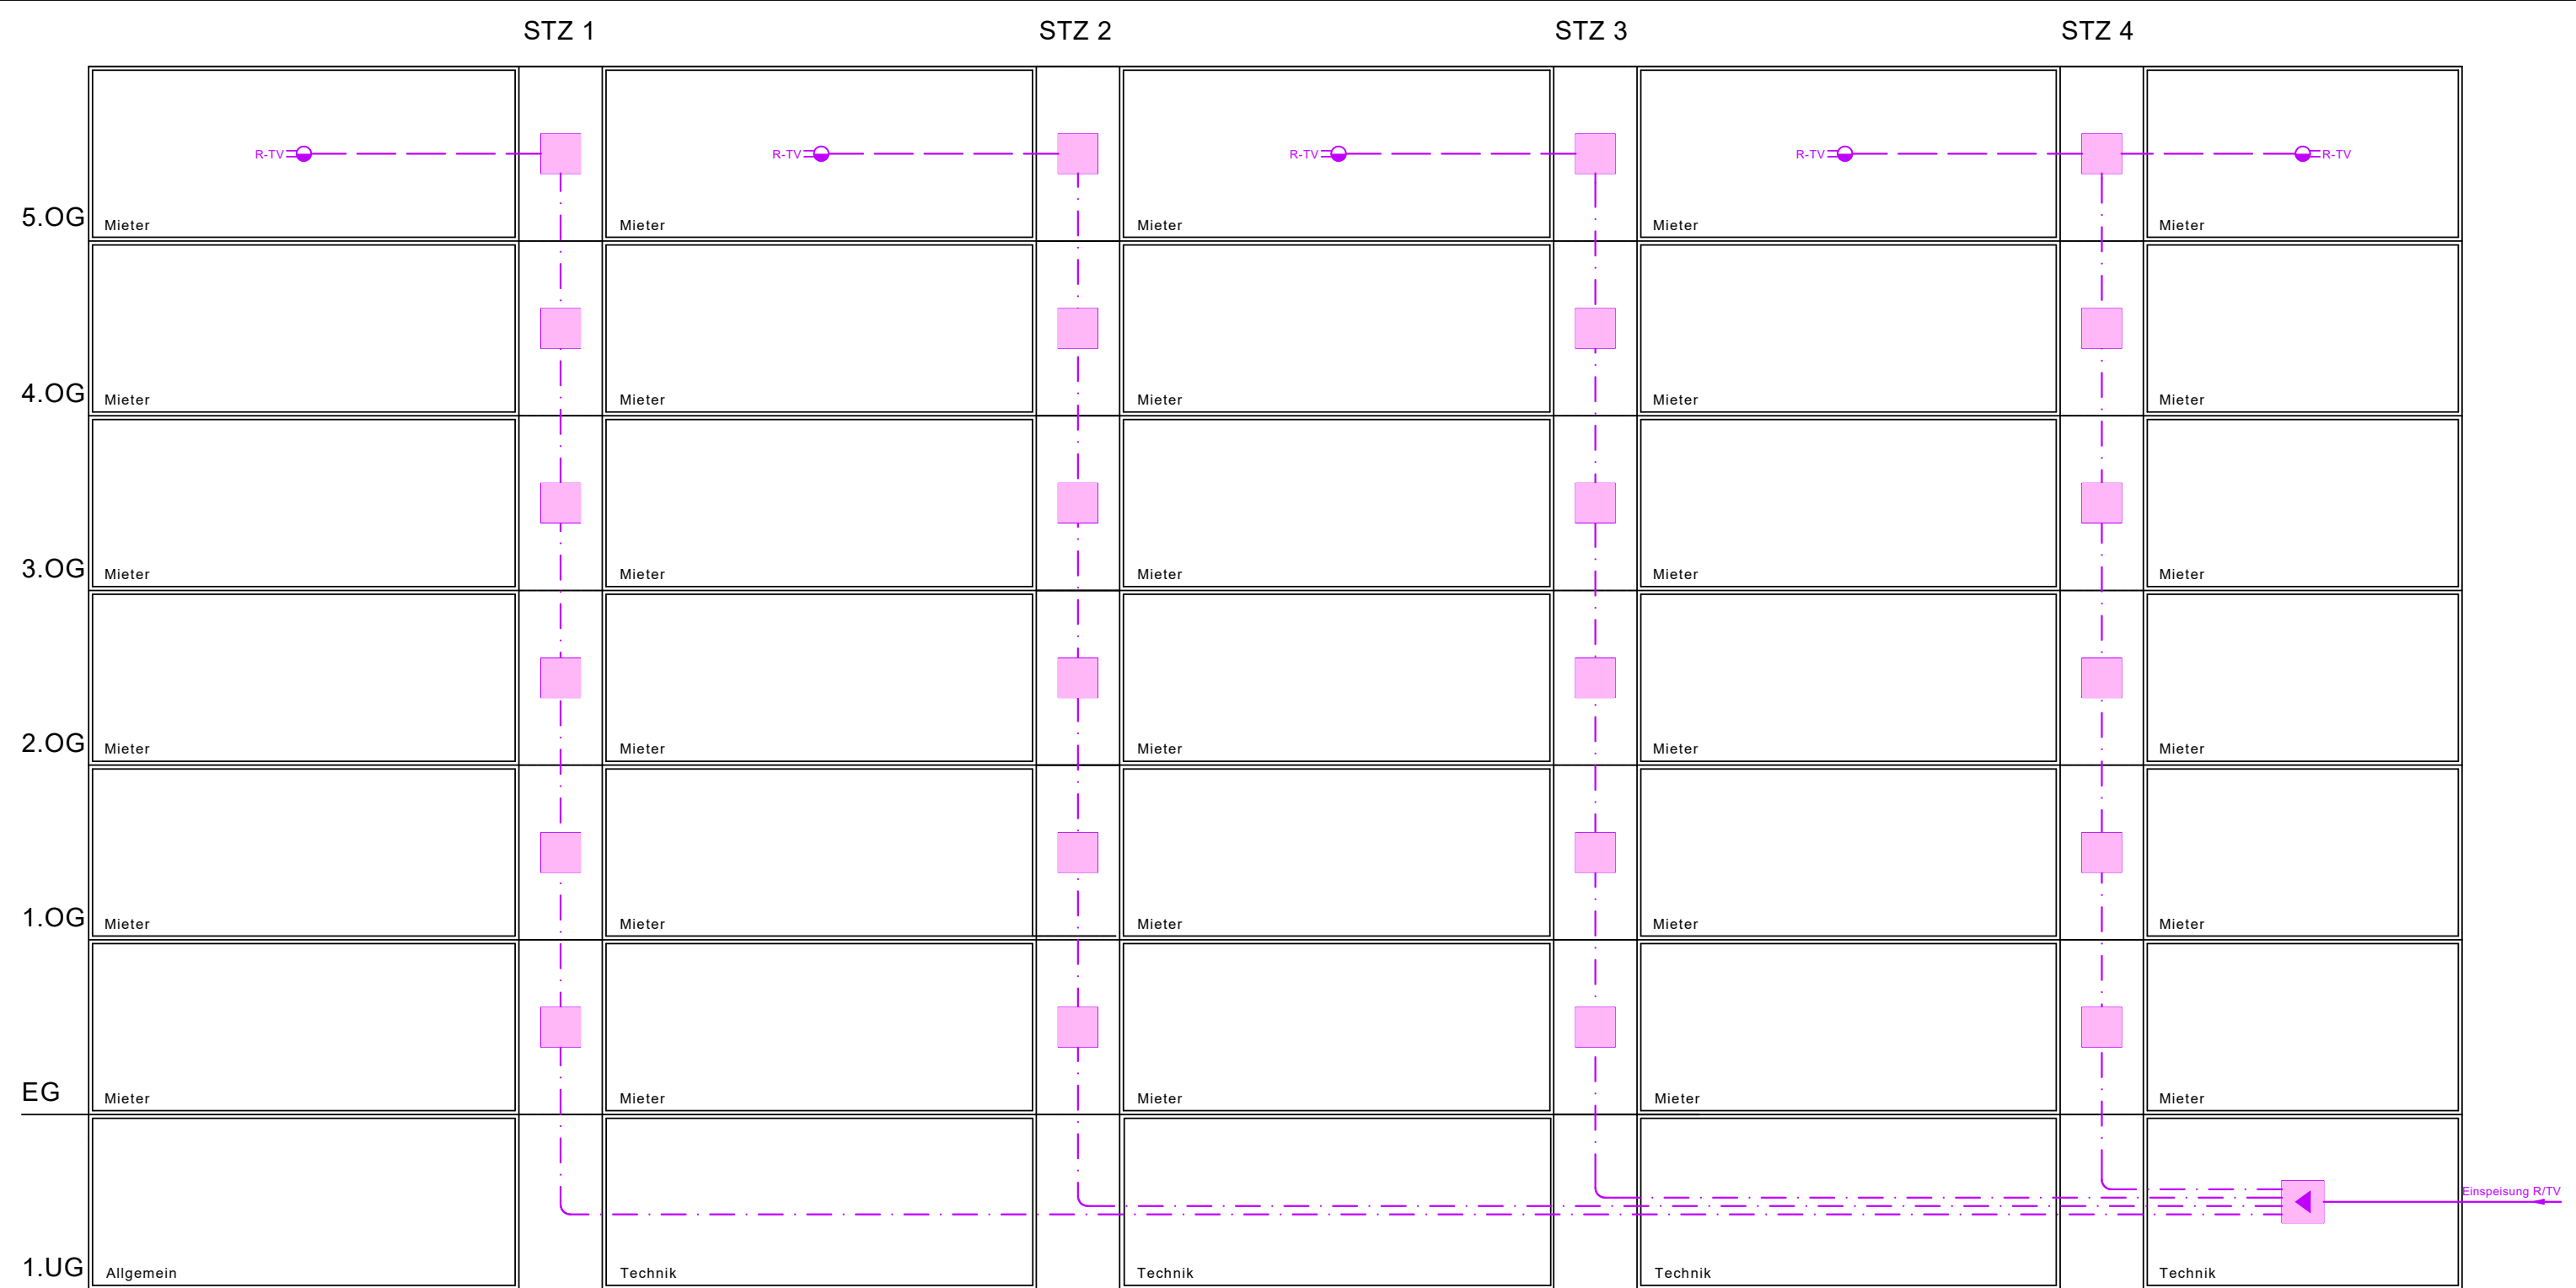 STZ 1 STZ 2 STZ 3 STZ 4
R-TV R-TV R-TV R-TV R-TV
5.OG Mieter Mieter Mieter Mieter Mieter
4.OG Mieter Mieter Mieter Mieter Mieter
3.OG Mieter Mieter Mieter Mieter Mieter
2.OG Mieter Mieter Mieter Mieter Mieter
1.OG Mieter Mieter Mieter Mieter Mieter
EG Mieter Mieter Mieter Mieter Mieter
Einspeisung R/TV
1.UG Allgemein Technik Technik Technik Technik